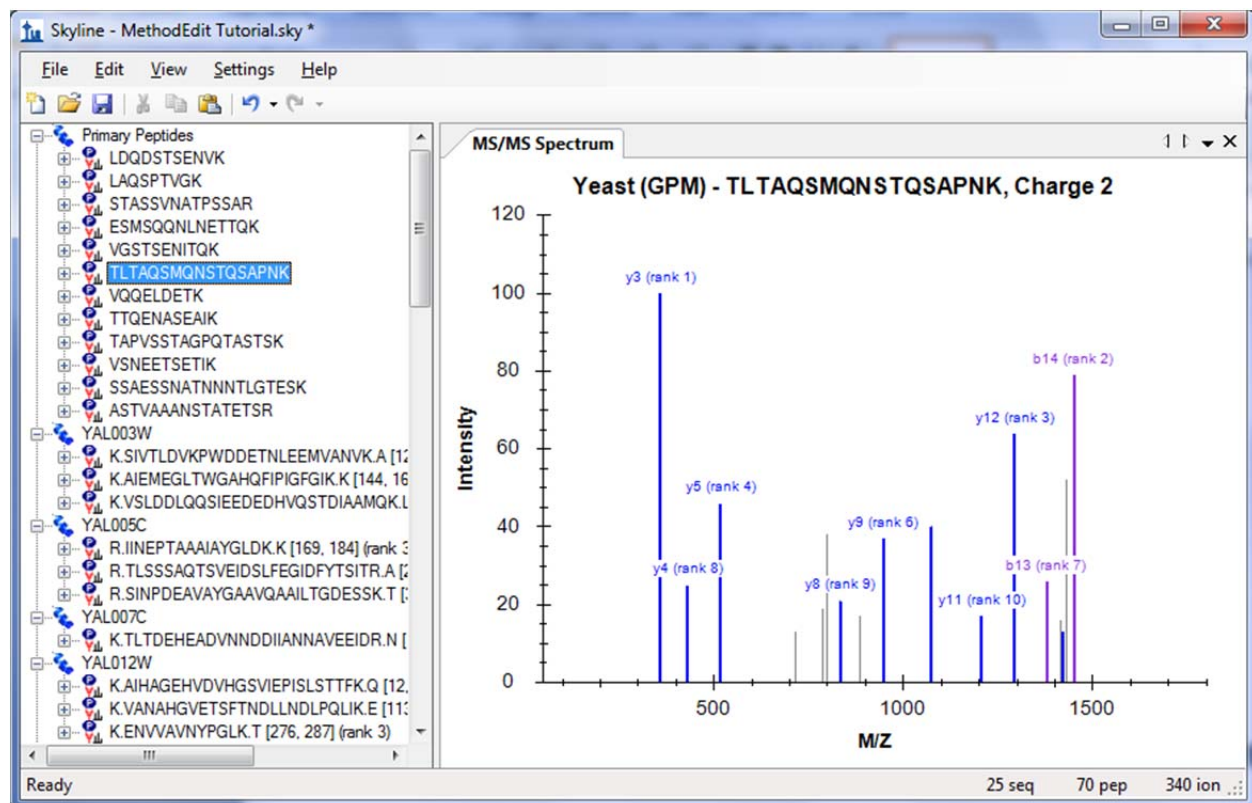 Skyline - MethodEdit Tutorial.sky *
File Edit View Settings Help
Primary Peptides
LDQDSTSENVK
LAQSPTVGK
STASSVNATPSSAR
ESMSQQNLNETTQK
VGSTSENITQK
TLTAQSMQNSTQSAPNK
VQQELDETK
TTQENASEAIK
TAPVSSTAGPQTASTSK
VSNEETSETIK
SSAESSNATNNNTLGTESK
ASTVAAANSTATETSR
YAL003W
K.SIVTLDVKPWDDETNLEEMVANVK.A [12
K.AIEMEGLTWGAHQFIPIGFGIK.K [144, 16
K.VSLDDLQQSIEEDEDHVQSTDIAAMQK.L
YAL005C
R.IINEPTAAAIAYGLDK.K [169, 184] (rank 3
R.TLSSSAQTSVEIDSLFEGIDFYTSITR.A [2
R.SINPDEAVAYGAAVQAAILTGDESSK.T [
YAL007C
K.TLTDEHEADVNNDDIIANNAVEEIDR.N [
YAL012W
K.AIHAGEHVDVHGSVIEPISLSTTFK.Q [12,
K.VANAHGVETSFTNDLLNDLPQLIK.E [113
K.ENVVAVNYPGLK.T [276, 287] (rank 3)
MS/MS Spectrum
Yeast (GPM) - TLTAQSMQNSTQSAPNK, Charge 2
120
100
80
60
40
20
0
Intensity
y3 (rank 1)
b14 (rank 2)
y12 (rank 3)
y5 (rank 4)
y9 (rank 6)
y4 (rank 8)
b13 (rank 7)
y8 (rank 9)
y11 (rank 10)
500 1000 1500
M/Z
Ready 25 seq 70 pep 340 ion